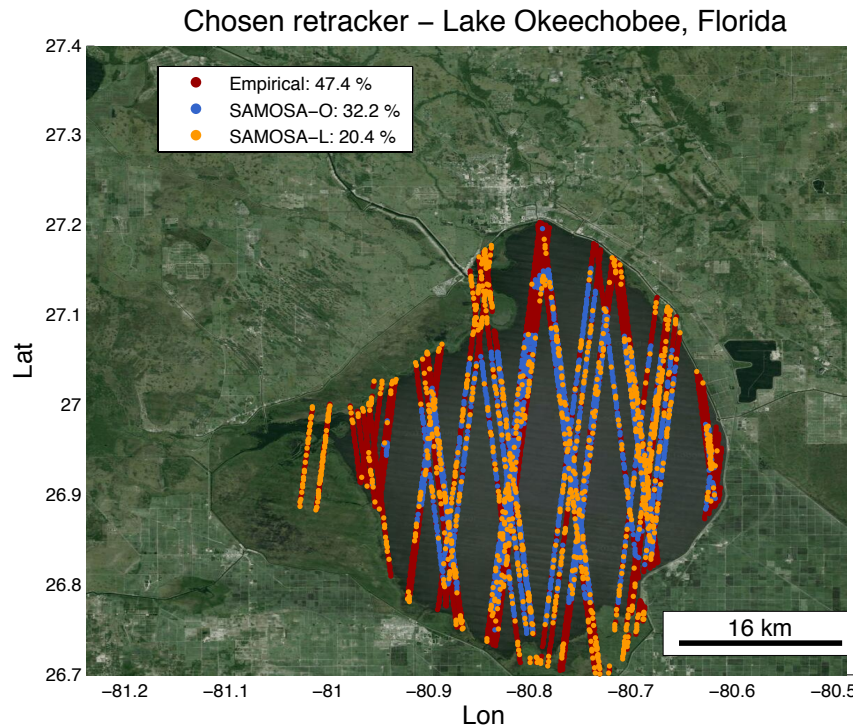 Chosen retracker – Lake Okeechobee, Florida
27.4
Empirical: 47.4 %
SAMOSA-O: 32.2 %
SAMOSA-L: 20.4 %
27.3
27.2
27.1
Lat
27
26.9
26.8
16 km
26.7
−81.2
−81.1
−81
−80.9
−80.8
−80.7
−80.6
−80.5
Lon